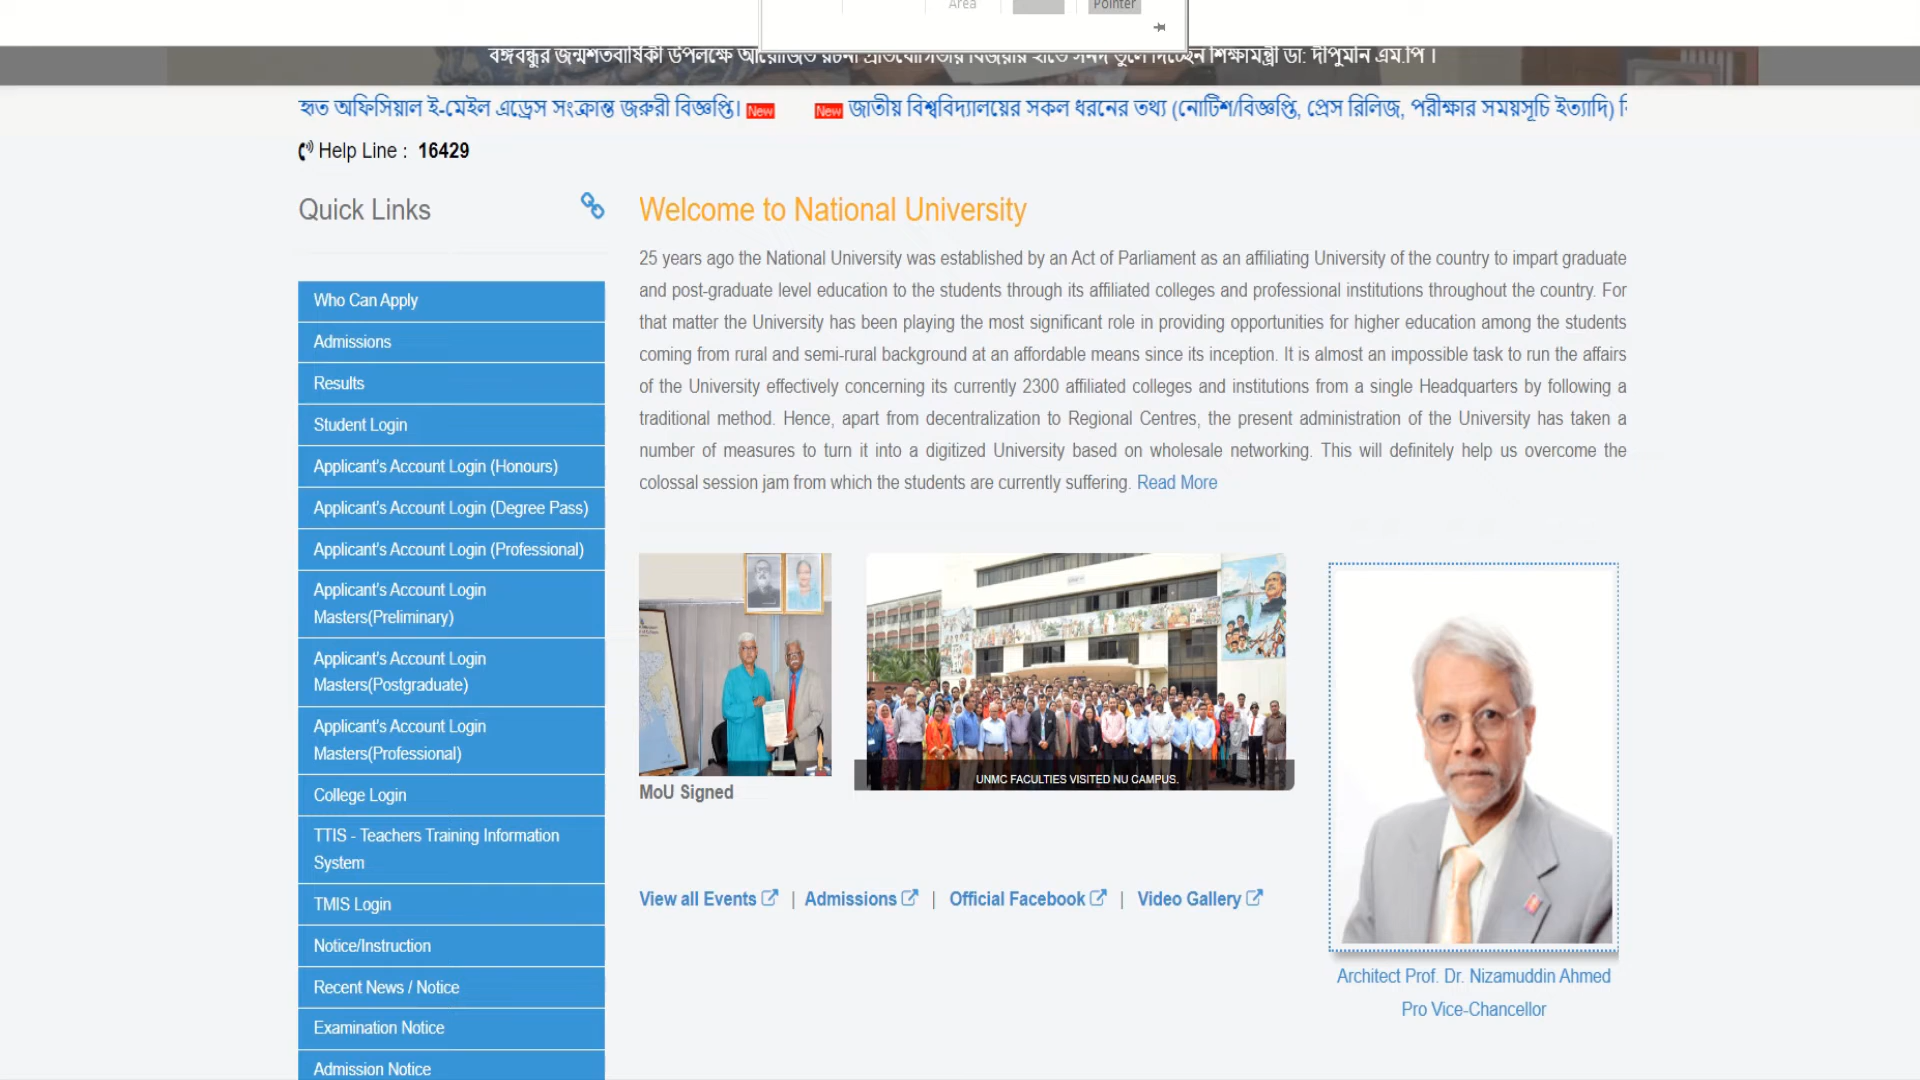 Area
Pointer
বঙ্গবন্ধুর জন্মশতবার্ষিকী উপলক্ষে আয়োজিত রচনা প্রতিযোগিতার বিজয়ীর হাতে সনদ তুলে দিচ্ছেন শিক্ষামন্ত্রী ডা: দীপুমনি এম.পি ।
হৃত অফিসিয়াল ই-মেইল এড্রেস সংক্রান্ত জরুরী বিজ্ঞপ্তি। New New জাতীয় বিশ্ববিদ্যালয়ের সকল ধরনের তথ্য (নোটিশ/বিজ্ঞপ্তি, প্রেস রিলিজ, পরীক্ষার সময়সূচি ইত্যাদি)
Help Line : 16429
Quick Links
Who Can Apply
Admissions
Results
Student Login
Applicant's Account Login (Honours)
Applicant's Account Login (Degree Pass)
Applicant's Account Login (Professional)
Applicant's Account Login
Masters(Preliminary)
Applicant's Account Login
Masters(Postgraduate)
Applicant's Account Login
Masters(Professional)
College Login
TTIS - Teachers Training Information
System
TMIS Login
Notice/Instruction
Recent News / Notice
Examination Notice
Admission Notice
Welcome to National University
25 years ago the National University was established by an Act of Parliament as an affiliating University of the country to impart graduate
and post-graduate level education to the students through its affiliated colleges and professional institutions throughout the country. For
that matter the University has been playing the most significant role in providing opportunities for higher education among the students
coming from rural and semi-rural background at an affordable means since its inception. It is almost an impossible task to run the affairs
of the University effectively concerning its currently 2300 affiliated colleges and institutions from a single Headquarters by following a
traditional method. Hence, apart from decentralization to Regional Centres, the present administration of the University has taken a
number of measures to turn it into a digitized University based on wholesale networking. This will definitely help us overcome the
colossal session jam from which the students are currently suffering. Read More
MoU Signed
UNMC FACULTIES VISITED NU CAMPUS.
View all Events | Admissions | Official Facebook | Video Gallery
Architect Prof. Dr. Nizamuddin Ahmed
Pro Vice-Chancellor